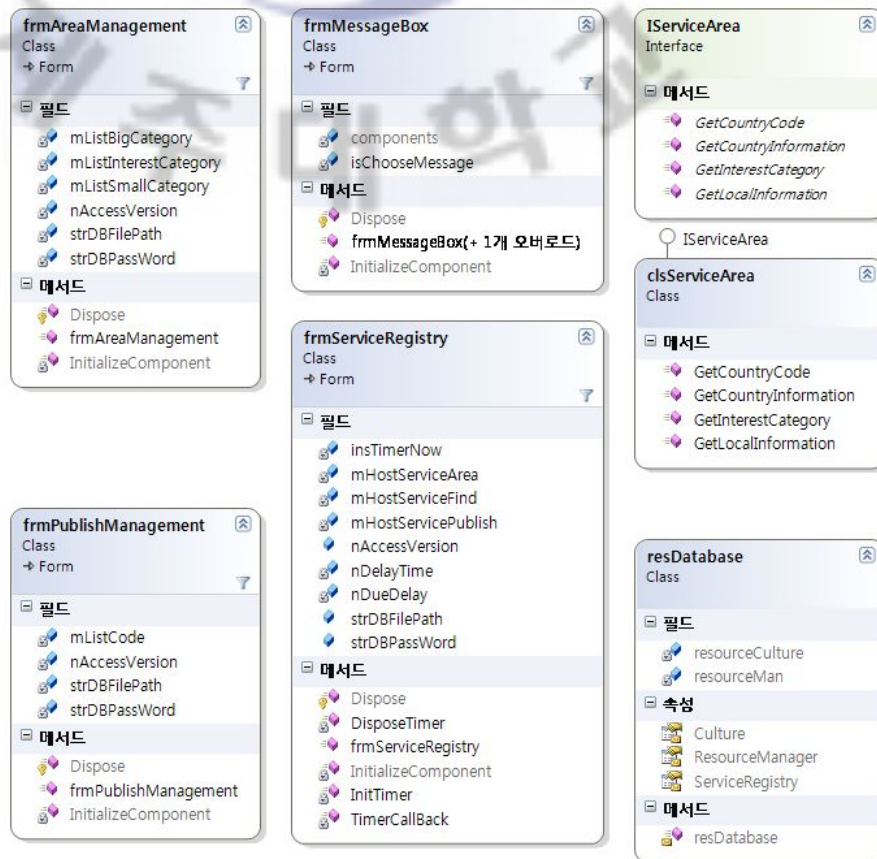 frmAreaManagement
Class
Form
필드
mListBigCategory
mListInterestCategory
mListSmallCategory
nAccessVersion
strDBFilePath
strDBPassWord
메서드
Dispose
frmAreaManagement
InitializeComponent
frmPublishManagement
Class
Form
필드
mListCode
nAccessVersion
strDBFilePath
strDBPassWord
메서드
Dispose
frmPublishManagement
InitializeComponent
frmMessageBox
Class
Form
필드
components
isChooseMessage
메서드
Dispose
frmMessageBox(+ 1개 오버로드)
InitializeComponent
frmServiceRegistry
Class
Form
필드
insTimerNow
mHostServiceArea
mHostServiceFind
mHostServicePublish
nAccessVersion
nDelayTime
nDueDelay
strDBFilePath
strDBPassWord
메서드
Dispose
DisposeTimer
frmServiceRegistry
InitializeComponent
InitTimer
TimerCallBack
IServiceArea
Interface
메서드
GetCountryCode
GetCountryInformation
GetInterestCategory
GetLocalInformation
IServiceArea
clsServiceArea
Class
메서드
GetCountryCode
GetCountryInformation
GetInterestCategory
GetLocalInformation
resDatabase
Class
필드
resourceCulture
resourceMan
속성
Culture
ResourceManager
ServiceRegistry
메서드
resDatabase